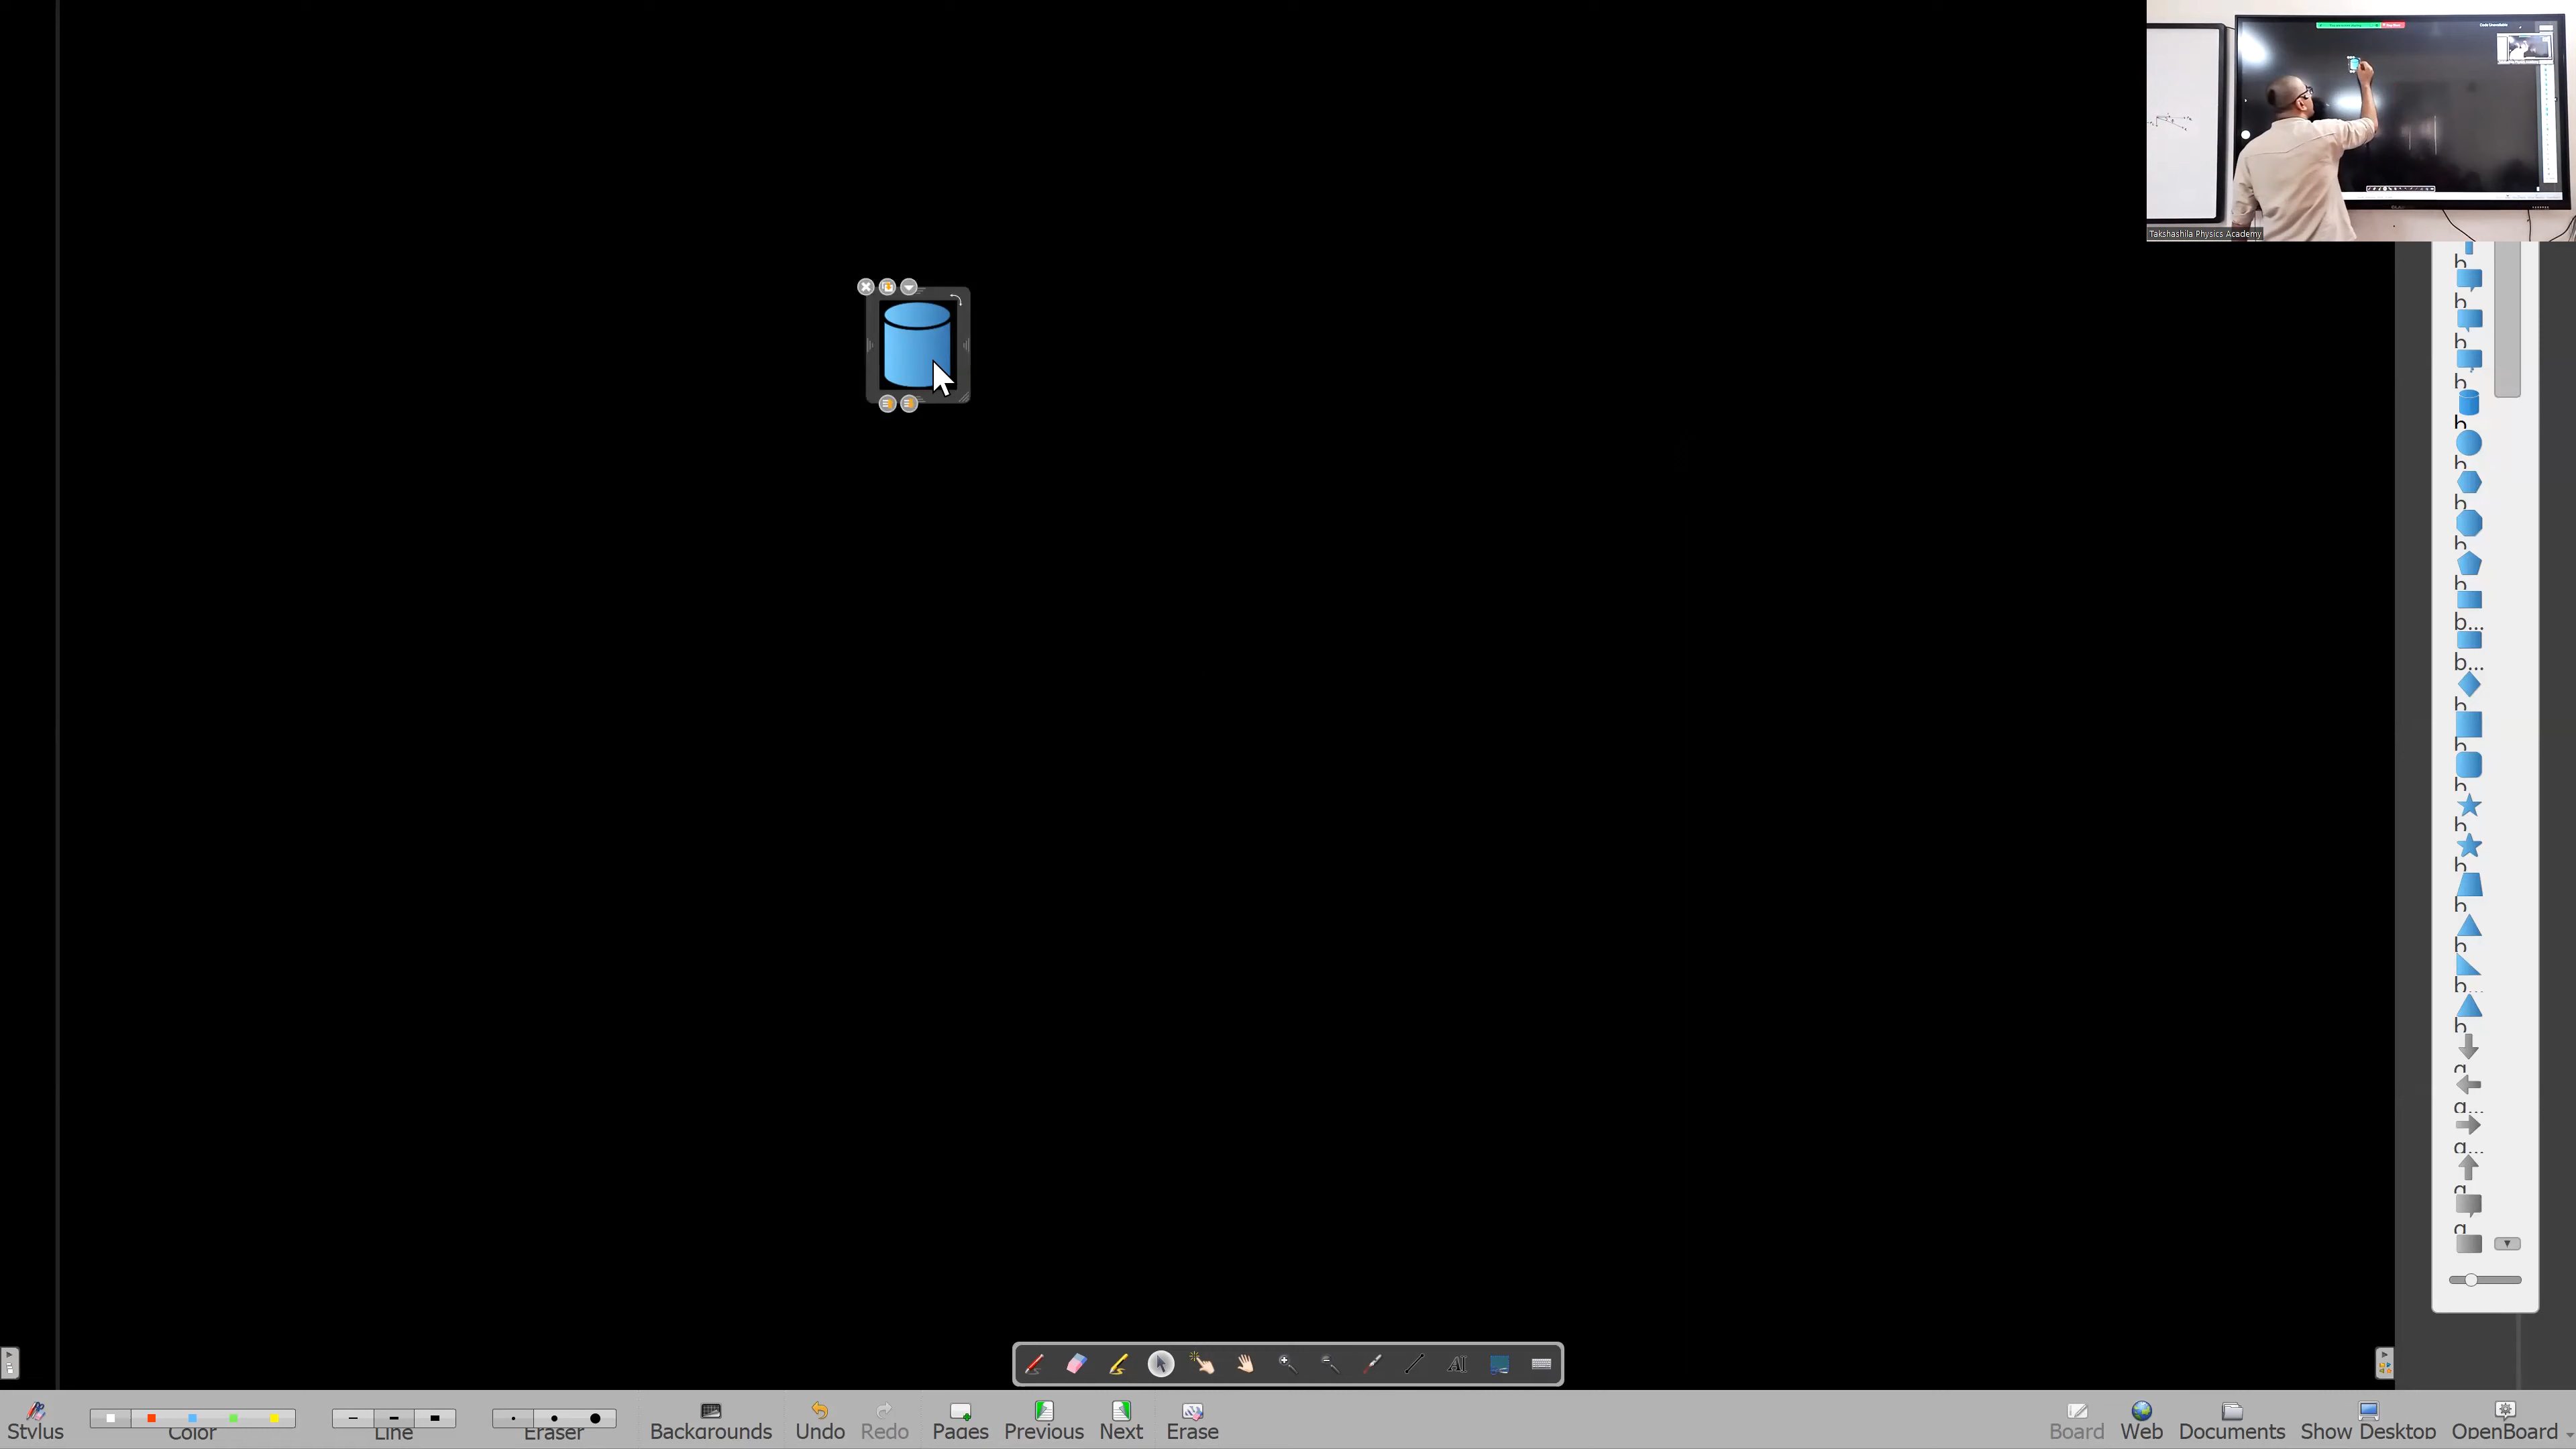 Takshashila Physics Academy
b
b
b
b
b
b
b
b
b...
b...
b
b
b
b
b
b
b
b...
b
g
g...
g...
g
g
AI
Stylus
Color
Line
Eraser
Backgrounds
Undo
Redo
Pages
Previous
Next
Erase
Board
Web
Documents
Show Desktop
OpenBoard